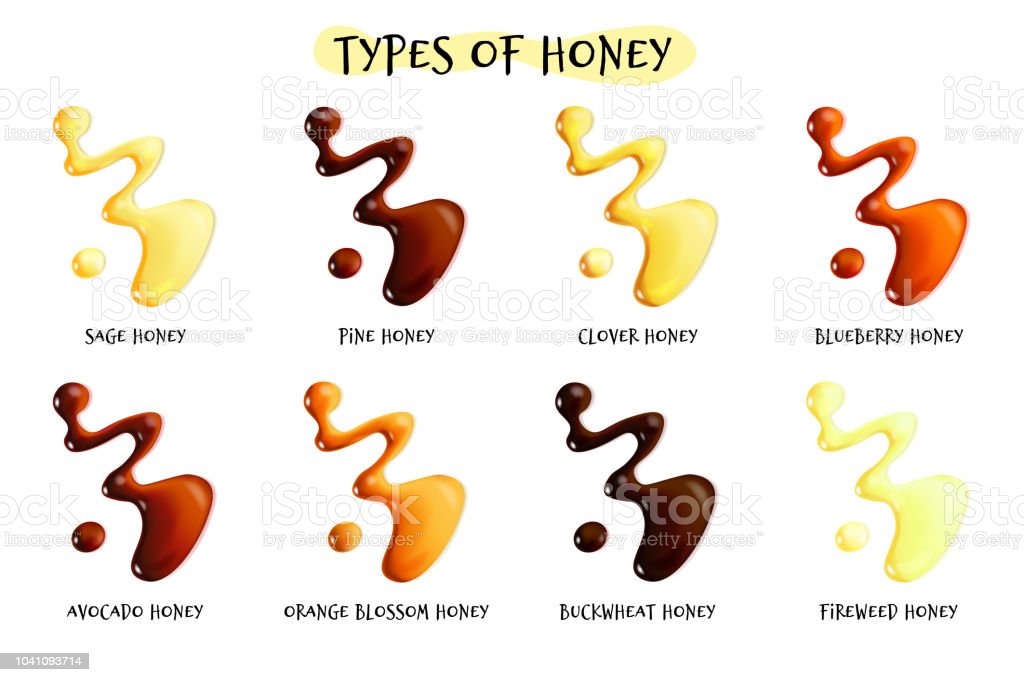 TYPES OF HONEY
SAGE HONEY
PINE HONEY
CLOVER HONEY
BLUEBERRY HONEY
AVOCADO HONEY
ORANGE BLOSSOM HONEY
BUCKWHEAT HONEY
FIREWEED HONEY
iStock
by Getty Images™
1041093714